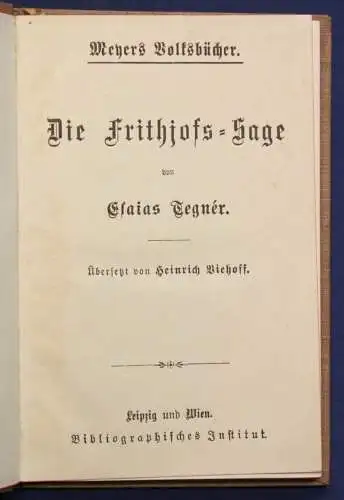 Meyers Volksbücher.
Die Frithjofs-Sage
von
Esaias Tegnér.
Übersetzt von Heinrich Viehoff.
Leipzig und Wien.
Bibliographisches Institut.